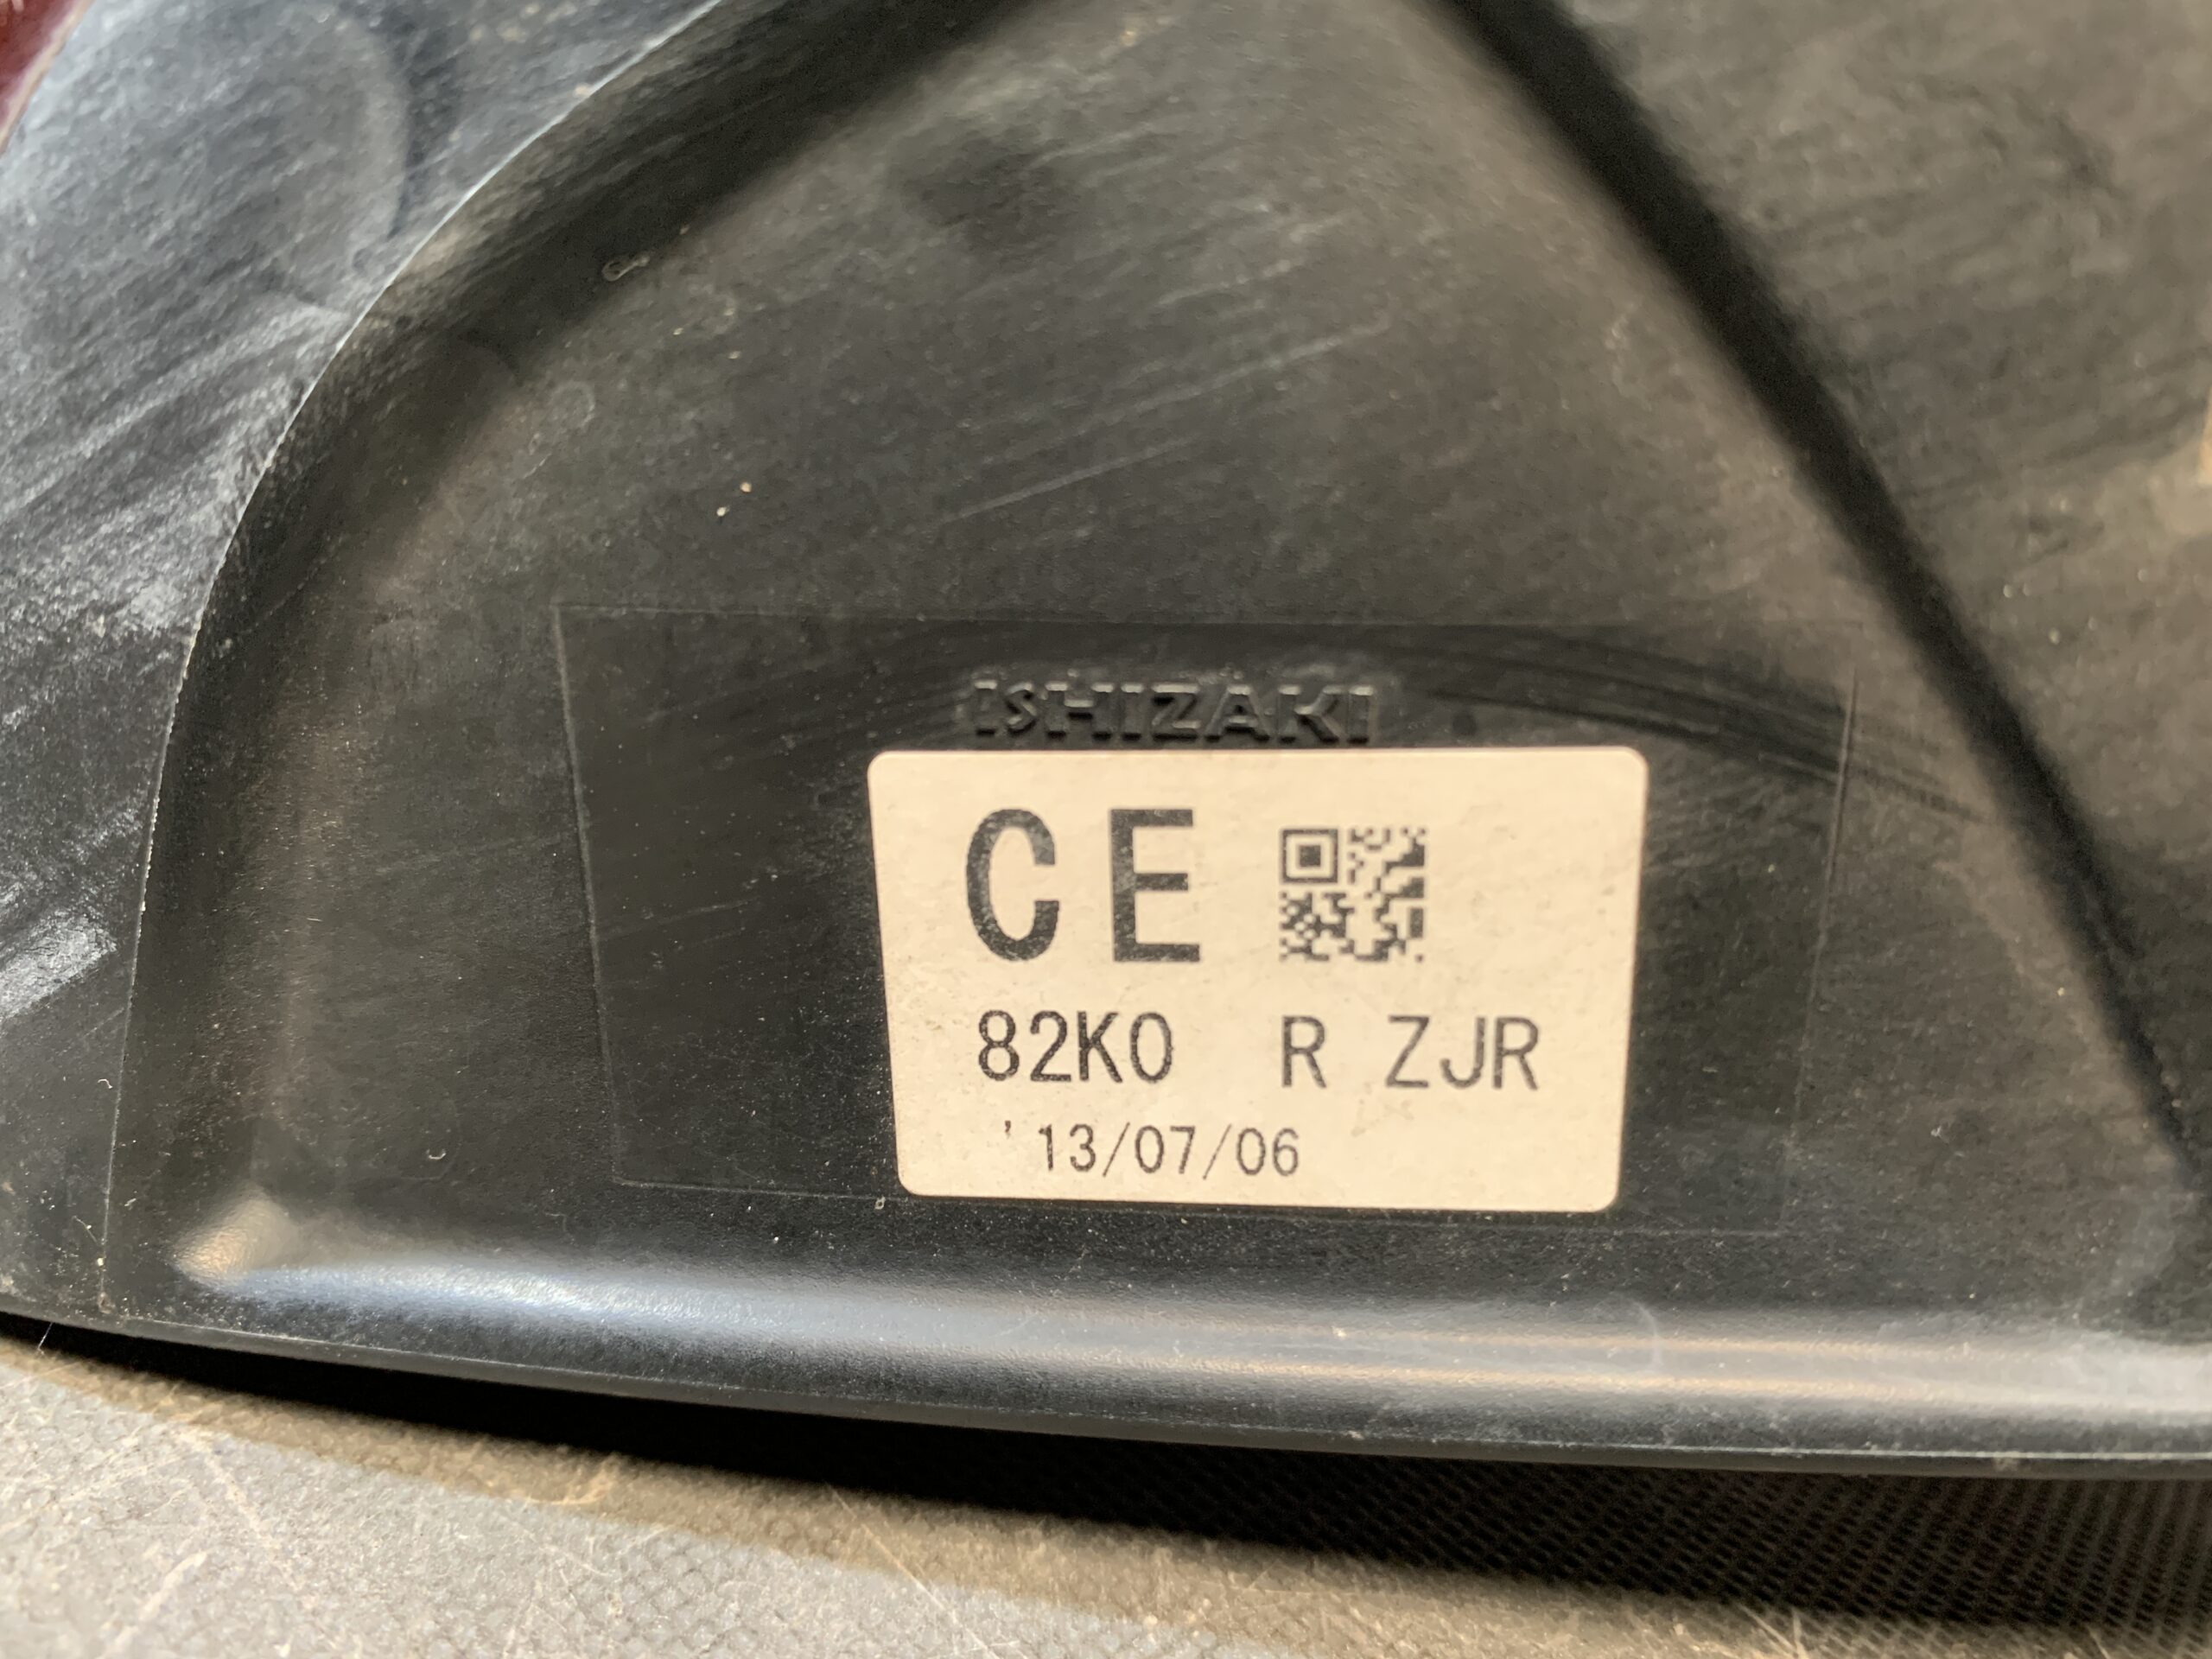 ISHIZAKI
CE
82K0 R ZJR
'13/07/06